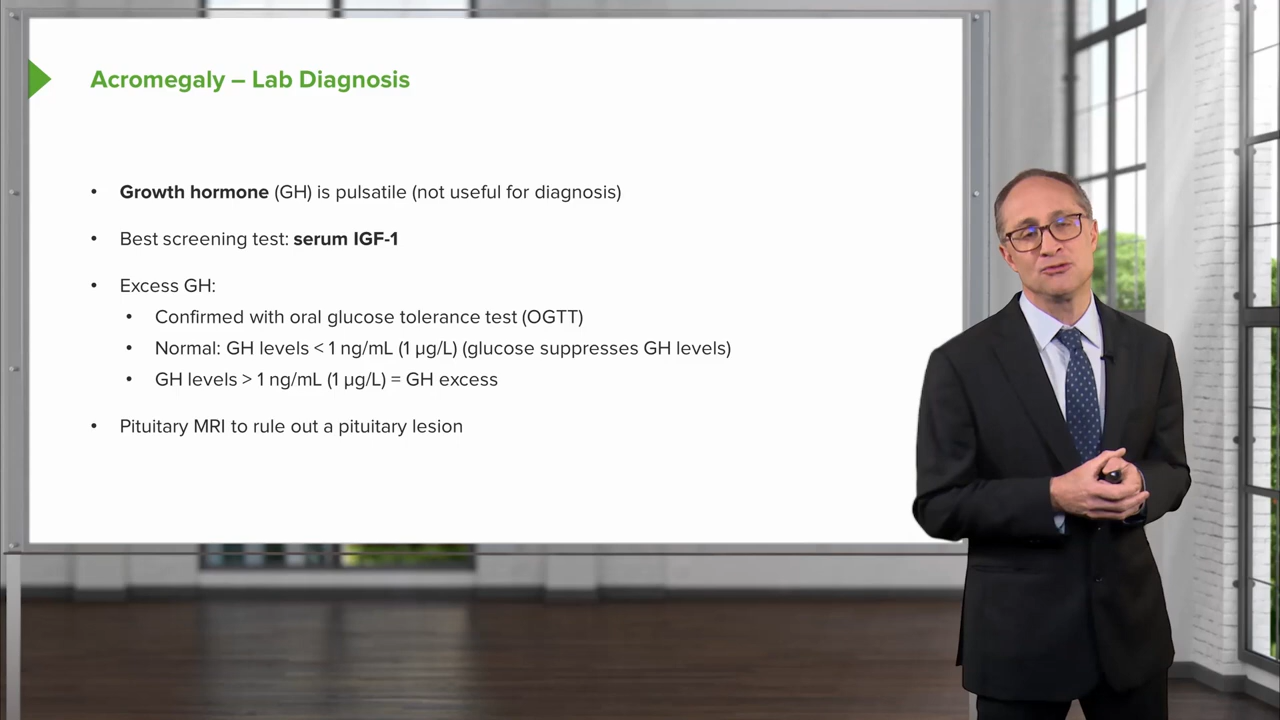 Acromegaly – Lab Diagnosis
• Growth hormone (GH) is pulsatile (not useful for diagnosis)
• Best screening test: serum IGF-1
• Excess GH:
• Confirmed with oral glucose tolerance test (OGTT)
• Normal: GH levels < 1 ng/mL (1 µg/L) (glucose suppresses GH levels)
• GH levels > 1 ng/mL (1 µg/L) = GH excess
• Pituitary MRI to rule out a pituitary lesion